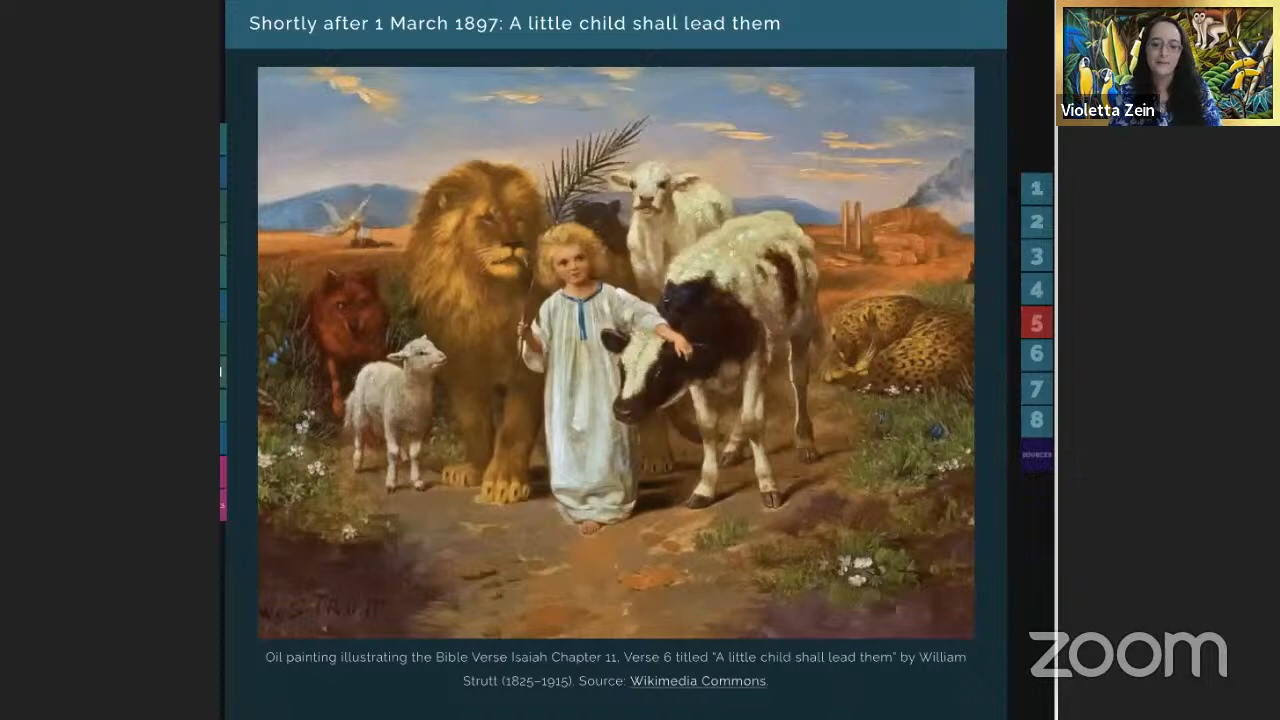 Shortly after 1 March 1897: A little child shall lead them
Violetta Zein
1
2
3
4
5
6
7
8
SOURCES
Oil painting illustrating the Bible Verse Isaiah Chapter 11, Verse 6 titled "A little child shall lead them" by William
Strutt (1825–1915). Source: Wikimedia Commons.
zoom